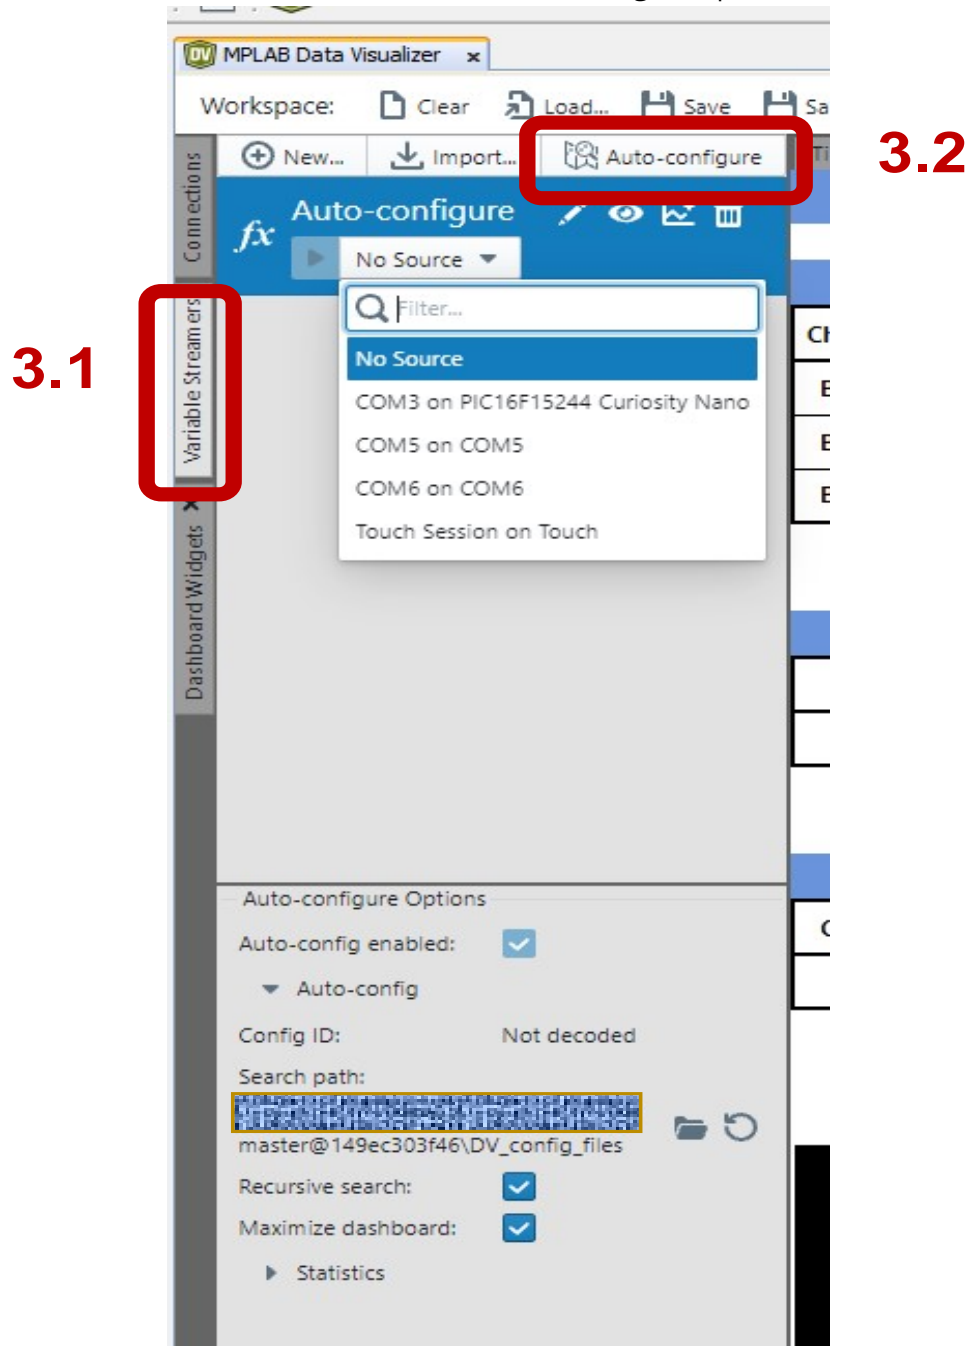 MPLAB Data Visualizer x
Workspace: Clear Load... Save Sa
New... Import... Auto-configure
3.2
Connections
fx Auto-configure
No Source
Filter...
3.1
Variable Streamers
No Source
COM3 on PIC16F15244 Curiosity Nano
COM5 on COM5
COM6 on COM6
Touch Session on Touch
Dashboard Widgets
Auto-configure Options
Auto-config enabled:
Auto-config
Config ID: Not decoded
Search path:
master@149ec303f46\DV_config_files
Recursive search:
Maximize dashboard:
Statistics